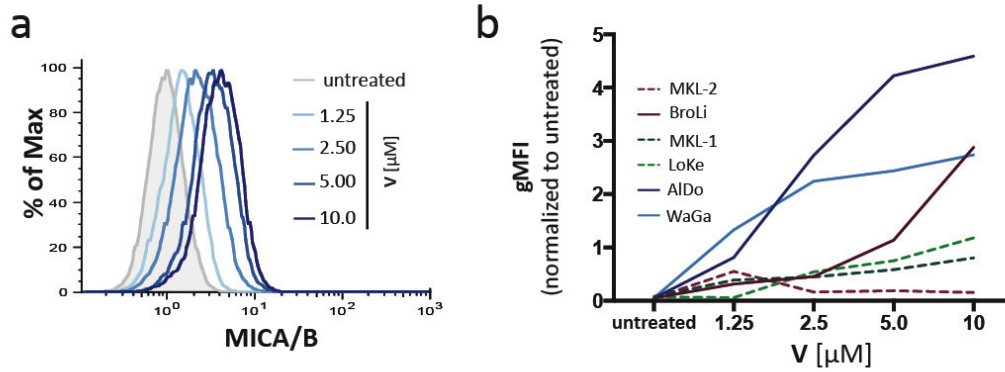 a
% of Max
100
80
60
40
20
0
10⁰
10¹
10²
10³
MICA/B
untreated
1.25
2.50
5.00
10.0
V [µM]
b
gMFI
(normalized to untreated)
5
4
3
2
1
0
MKL-2
BroLi
MKL-1
LoKe
AlDo
WaGa
untreated 1.25 2.5 5.0 10
V [µM]